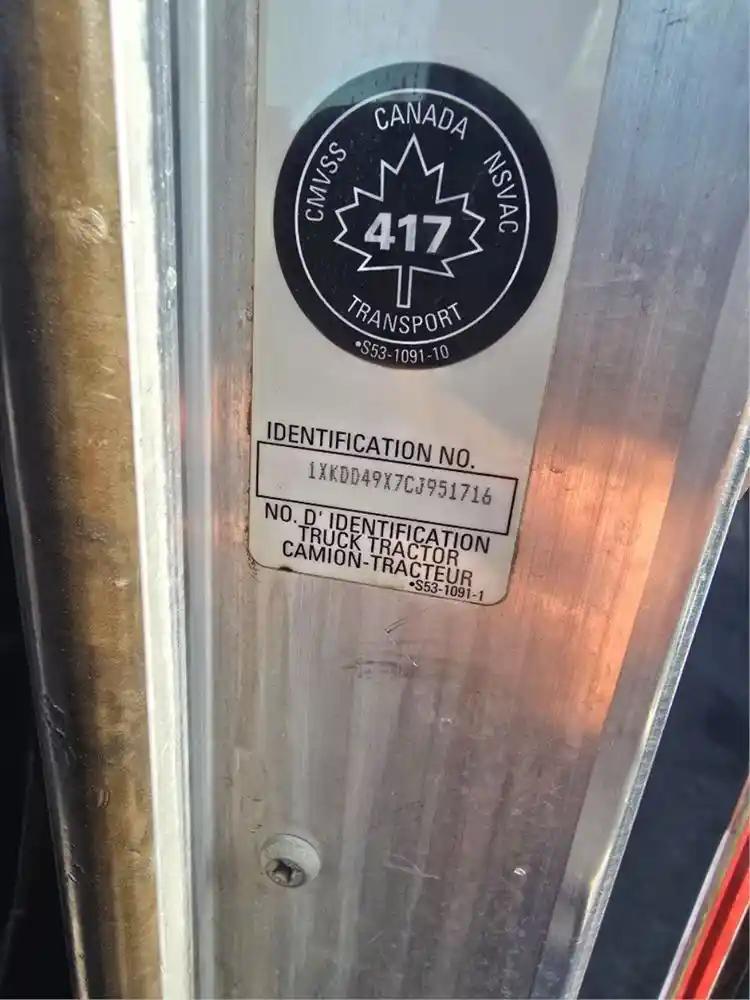 CANADA
CMVSS
NSVAC
417
TRANSPORT
•S53-1091-10
IDENTIFICATION NO.
1XKDD49X7CJ951716
NO. D' IDENTIFICATION
TRUCK TRACTOR
CAMION-TRACTEUR
•S53-1091-1